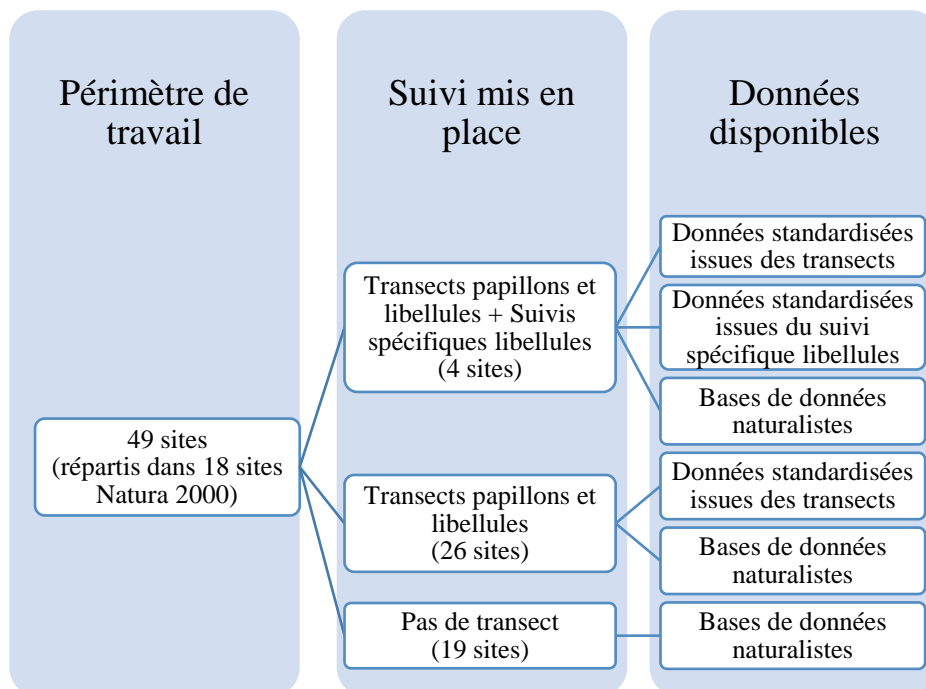 Périmètre de
travail
Suivi mis en
place
Données
disponibles
49 sites
(répartis dans 18 sites
Natura 2000)
Transects papillons et
libellules + Suivis
spécifiques libellules
(4 sites)
Transects papillons et
libellules
(26 sites)
Pas de transect
(19 sites)
Données standardisées
issues des transects
Données standardisées
issues du suivi
spécifique libellules
Bases de données
naturalistes
Données standardisées
issues des transects
Bases de données
naturalistes
Bases de données
naturalistes